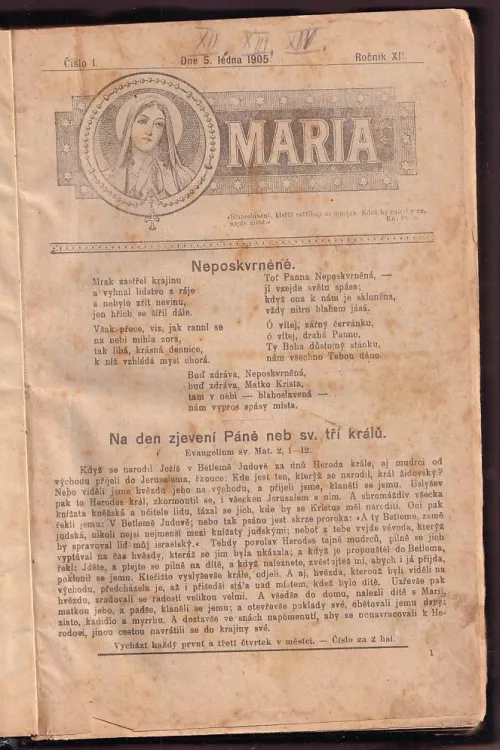 XII. XIII. XIV.
Číslo 1. Dne 5. ledna 1905 Ročník XII.
MARIA
Neposkvrněné.
Mrak zastřel krajinu
a vyhnal lidstvo z ráje
a nebylo zřít nevinu,
jen hřích se šířil dále.
Však přece, viz, jak ranní se
na nebi mihla zora,
tak libá, krásná dennice,
k níž vzhlédá mysl chorá.
Toť Panna Neposkvrněná, —
jí vzejde světu spása;
když ona k nám je skloněna,
vždy nitro blahem jásá.
Ó vítej, zářný červánku,
ó vítej, drahá Panno,
Ty Boha důstojný stánku,
nám všechno Tebou dáno.
Buď zdráva, Neposkvrněná,
buď zdráva, Matko Krista,
tam v nebi — blahoslavená —
nám vypros spásy místa.
Na den zjevení Páně neb sv. tří králů.
Evangelium sv. Mat. 2, 1—12.
Když se narodil Ježíš v Betlemě Judově za dnů Heroda krále, aj mudrci od
východu přijeli do Jerusalema, řkouce: Kde jest ten, kterýž se narodil, král židovský?
Nebo viděli jsme hvězdu jeho na východu, a přijeli jsme, klaněti se jemu. Uslyšev
pak to Herodes král, zkormoutil se, i všecken Jerusalem s ním. A shromáždiv všecka
knížata kněžská a učitele lidu, tázal se jich, kde by se Kristus měl naroditi. Oni pak
řekli jemu: V Betlemě Judově; nebo tak psáno jest skrze proroka: »A ty Betleme, země
judská, nikoli nejsi nejmenší mezi knížaty judskými; neboť z tebe vyjde vévoda, kterýž
by spravoval lid můj israelský.« Tehdy povolav Herodes tajně mudrců, pilně se jich
vyptával na čas hvězdy, kteráž se jim byla ukázala; a když je propouštěl do Betlema,
řekl: Jděte, a ptejte se pilně na dítě, a když naleznete, zvěstujtež mi, abych i já přijda,
poklonil se jemu. Kteřížto vyslyševše krále, odjeli. A aj, hvězda, kterouž byli viděli na
východu, předcházela je, až i přišedši stála nad místem, kdež bylo dítě. Uzřevše pak
hvězdu, zradovali se radostí velikou velmi. A všedše do domu, nalezli dítě s Marií,
matkou jeho, a padše, klaněli se jemu; a otevřevše poklady své, obětovali jemu dary:
zlato, kadidlo a myrrhu. A dostavše ve snách napomenutí, aby se nenavracovali k He-
rodovi, jinou cestou navrátili se do krajiny své.
Vychází každý první a třetí čtvrtek v měsíci. — Číslo za 2 hal.
1